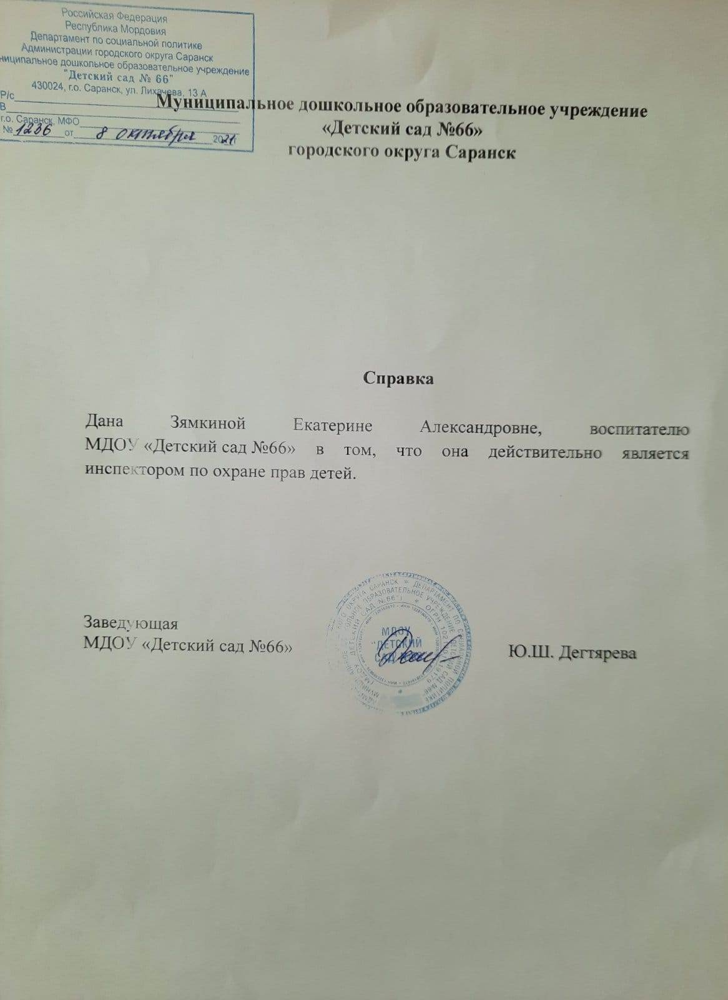 Российская Федерация
Республика Мордовия
Департамент по социальной политике
Администрации городского округа Саранск
ниципальное дошкольное образовательное учреждение
"Детский сад № 66"
430024, г.о. Саранск, ул. Лихачева, 13 А
Р/с
В
г.о. Саранск, МФО
№ 1236 от 8 октября 2021
Муниципальное дошкольное образовательное учреждение
«Детский сад №66»
городского округа Саранск
Справка
Дана Зямкиной Екатерине Александровне, воспитателю
МДОУ «Детский сад №66» в том, что она действительно является
инспектором по охране прав детей.
Заведующая
МДОУ «Детский сад №66»
МДОУ
"ДЕТСКИЙ
САД
Ю.Ш. Дегтярева